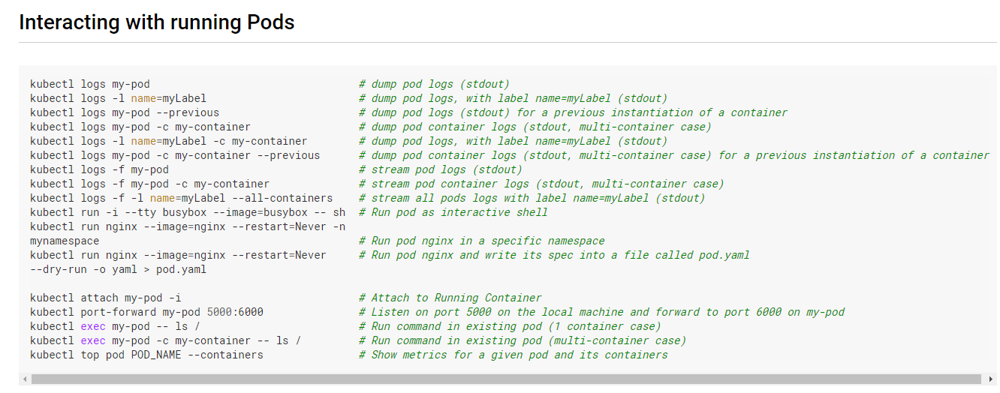 Interacting with running Pods
kubectl logs my-pod # dump pod logs (stdout)
kubectl logs -l name=myLabel # dump pod logs, with label name=myLabel (stdout)
kubectl logs my-pod --previous # dump pod logs (stdout) for a previous instantiation of a container
kubectl logs my-pod -c my-container # dump pod container logs (stdout, multi-container case)
kubectl logs -l name=myLabel -c my-container # dump pod logs, with label name=myLabel (stdout)
kubectl logs my-pod -c my-container --previous # dump pod container logs (stdout, multi-container case) for a previous instantiation of a container
kubectl logs -f my-pod # stream pod logs (stdout)
kubectl logs -f my-pod -c my-container # stream pod container logs (stdout, multi-container case)
kubectl logs -f -l name=myLabel --all-containers # stream all pods logs with label name=myLabel (stdout)
kubectl run -i --tty busybox --image=busybox -- sh # Run pod as interactive shell
kubectl run nginx --image=nginx --restart=Never -n
mynamespace # Run pod nginx in a specific namespace
kubectl run nginx --image=nginx --restart=Never # Run pod nginx and write its spec into a file called pod.yaml
--dry-run -o yaml > pod.yaml
kubectl attach my-pod -i # Attach to Running Container
kubectl port-forward my-pod 5000:6000 # Listen on port 5000 on the local machine and forward to port 6000 on my-pod
kubectl exec my-pod -- ls / # Run command in existing pod (1 container case)
kubectl exec my-pod -c my-container -- ls / # Run command in existing pod (multi-container case)
kubectl top pod POD_NAME --containers # Show metrics for a given pod and its containers